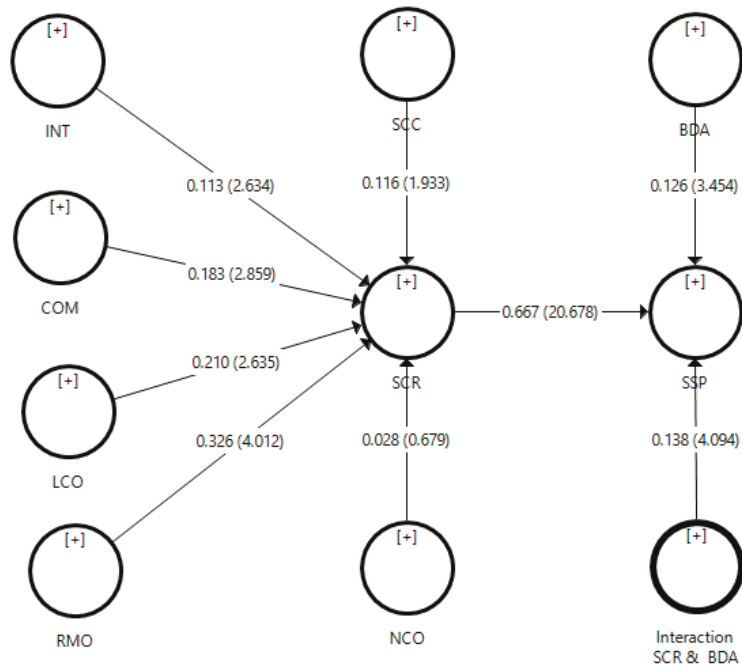 [+]
[+]
[+]
INT
SCC
BDA
0.113 (2.634)
0.116 (1.933)
0.126 (3.454)
[+]
COM
0.183 (2.859)
[+]
[+]
0.667 (20.678)
SCR
SSP
[+]
LCO
0.210 (2.635)
0.326 (4.012)
0.028 (0.679)
0.138 (4.094)
[+]
[+]
[+]
RMO
NCO
Interaction
SCR & BDA